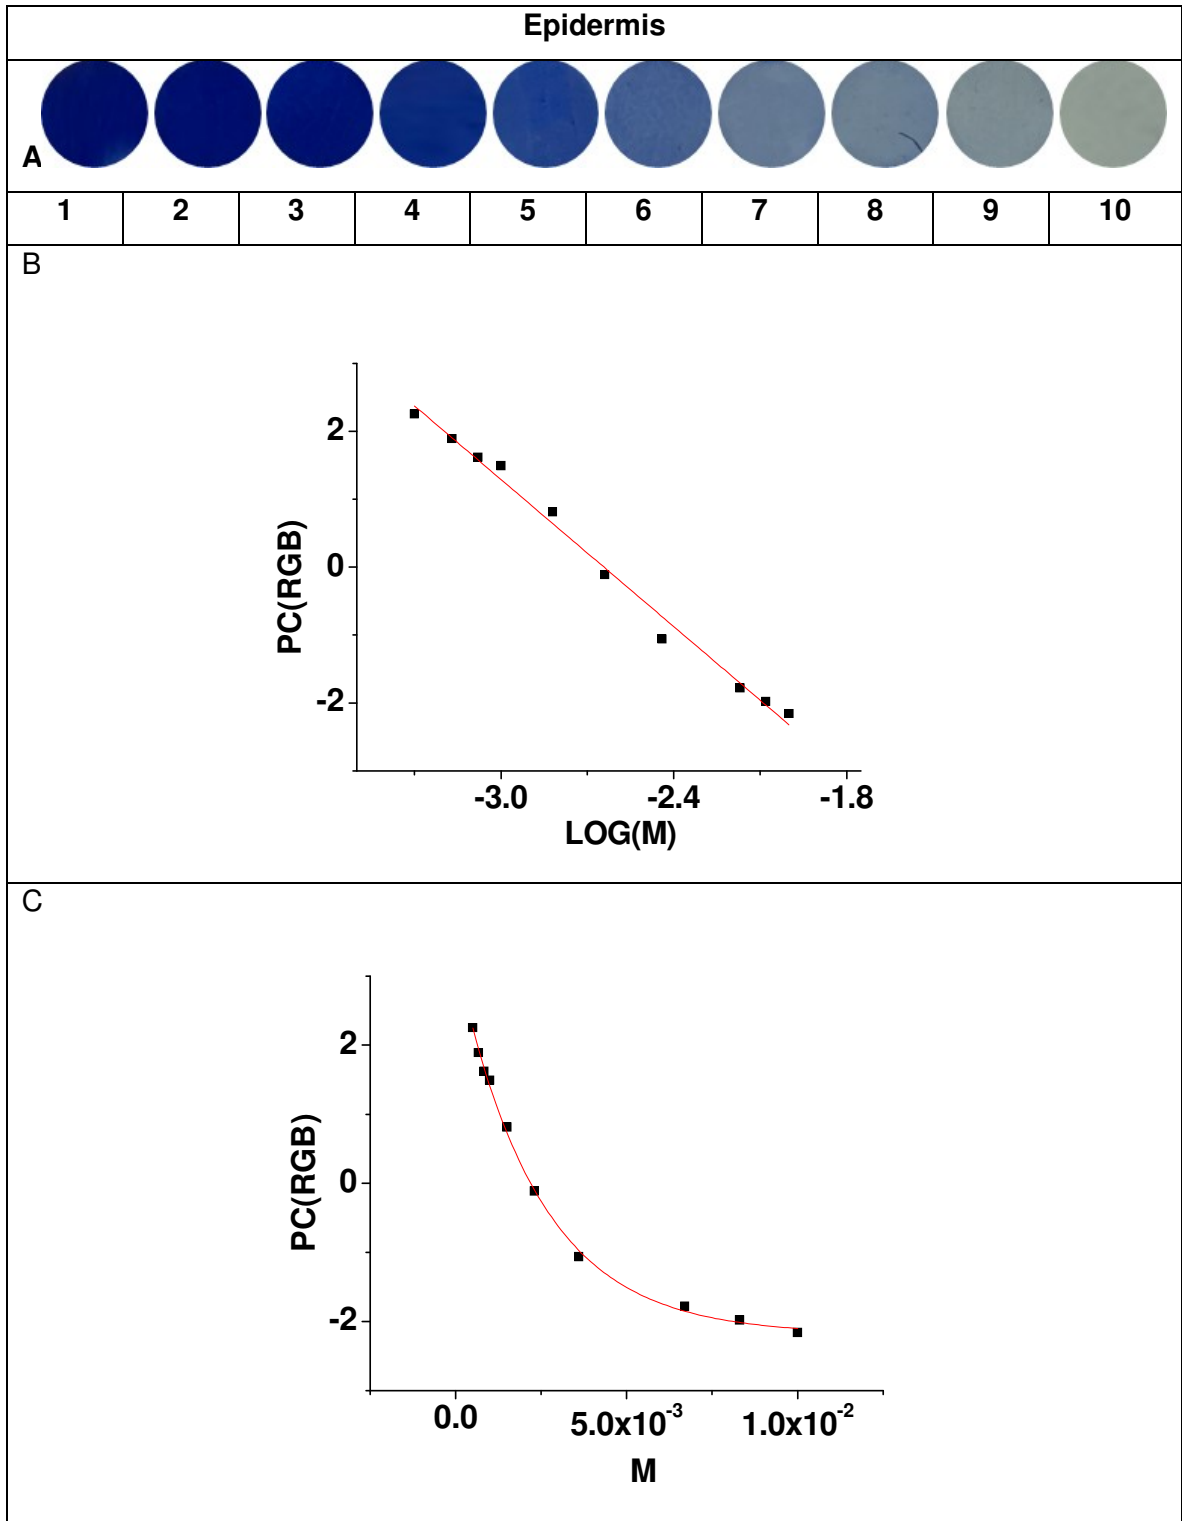 Epidermis
A
1 2 3 4 5 6 7 8 9 10
B
2
0
-2
PC(RGB)
-3.0 -2.4 -1.8
LOG(M)
C
2
0
-2
PC(RGB)
0.0 5.0x10⁻³ 1.0x10⁻²
M